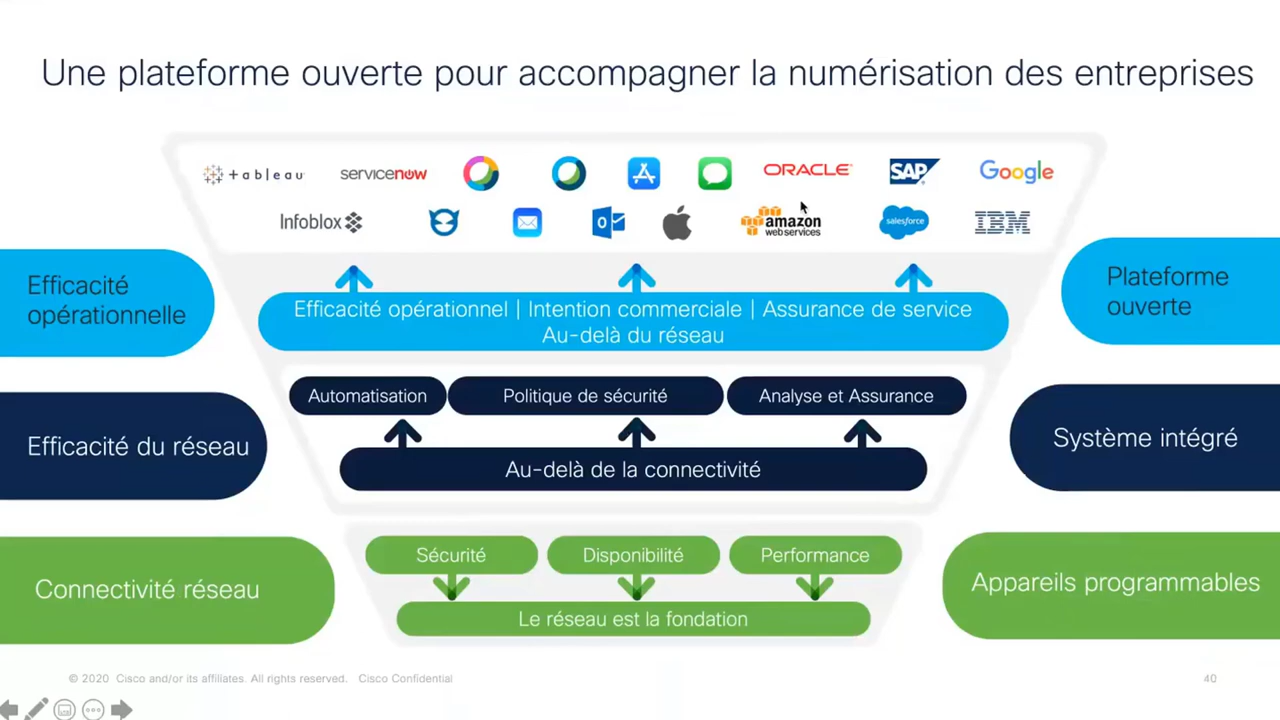 Une plateforme ouverte pour accompagner la numérisation des entreprises
+ a b l e a u
servicenow
ORACLE
SAP
Google
Infoblox
O
amazon
web services
salesforce
IBM
Efficacité
opérationnelle
Efficacité opérationnel | Intention commerciale | Assurance de service
Au-delà du réseau
Plateforme
ouverte
Automatisation
Politique de sécurité
Analyse et Assurance
Efficacité du réseau
Au-delà de la connectivité
Système intégré
Sécurité
Disponibilité
Performance
Connectivité réseau
Le réseau est la fondation
Appareils programmables
© 2020 Cisco and/or its affiliates. All rights reserved. Cisco Confidential
40